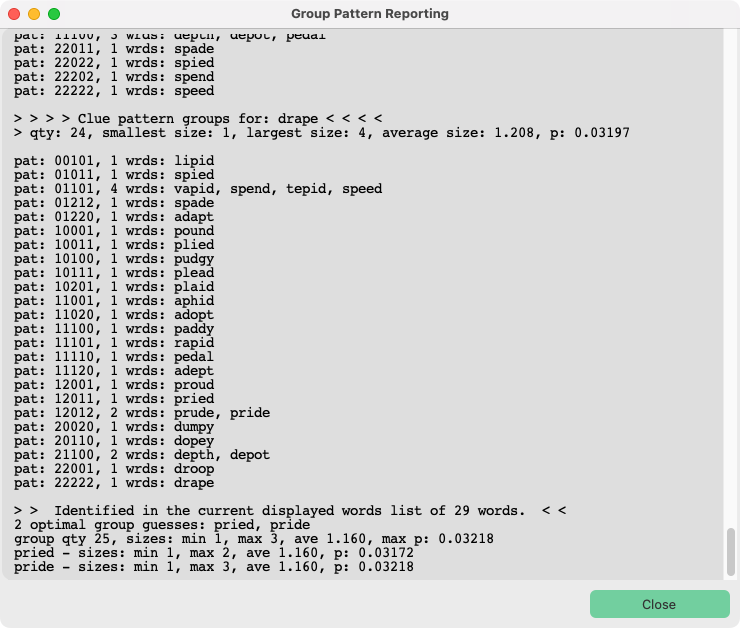 Group Pattern Reporting
pat: 11100, 3 wrds: depth, depot, pedal
pat: 22011, 1 wrds: spade
pat: 22022, 1 wrds: spied
pat: 22202, 1 wrds: spend
pat: 22222, 1 wrds: speed
> > > > Clue pattern groups for: drape < < < <
> qty: 24, smallest size: 1, largest size: 4, average size: 1.208, p: 0.03197
pat: 00101, 1 wrds: lipid
pat: 01011, 1 wrds: spied
pat: 01101, 4 wrds: vapid, spend, tepid, speed
pat: 01212, 1 wrds: spade
pat: 01220, 1 wrds: adapt
pat: 10001, 1 wrds: pound
pat: 10011, 1 wrds: plied
pat: 10100, 1 wrds: pudgy
pat: 10111, 1 wrds: plead
pat: 10201, 1 wrds: plaid
pat: 11001, 1 wrds: aphid
pat: 11020, 1 wrds: adopt
pat: 11100, 1 wrds: paddy
pat: 11101, 1 wrds: rapid
pat: 11110, 1 wrds: pedal
pat: 11120, 1 wrds: adept
pat: 12001, 1 wrds: proud
pat: 12011, 1 wrds: pried
pat: 12012, 2 wrds: prude, pride
pat: 20020, 1 wrds: dumpy
pat: 20110, 1 wrds: dopey
pat: 21100, 2 wrds: depth, depot
pat: 22001, 1 wrds: droop
pat: 22222, 1 wrds: drape
> >  Identified in the current displayed words list of 29 words.  < <
2 optimal group guesses: pried, pride
group qty 25, sizes: min 1, max 3, ave 1.160, max p: 0.03218
pried - sizes: min 1, max 2, ave 1.160, p: 0.03172
pride - sizes: min 1, max 3, ave 1.160, p: 0.03218
Close